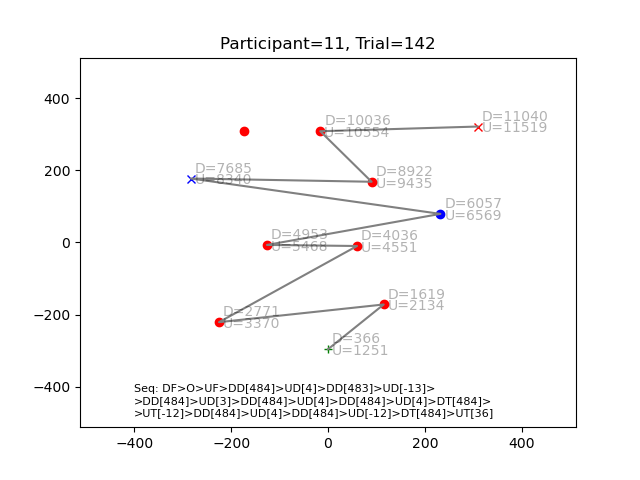 Participant=11, Trial=142
400
200
0
−200
−400
D=10036
U=10554
D=11040
U=11519
D=7685
U=8340
D=8922
U=9435
D=6057
U=6569
D=4953
U=5468
D=4036
U=4551
D=2771
U=3370
D=1619
U=2134
D=366
U=1251
Seq: DF>O>UF>DD[484]>UD[4]>DD[483]>UD[-13]>
>DD[484]>UD[3]>DD[484]>UD[4]>DD[484]>UD[4]>DT[484]>
>UT[-12]>DD[484]>UD[4]>DD[484]>UD[-12]>DT[484]>UT[36]
−400 −200 0 200 400